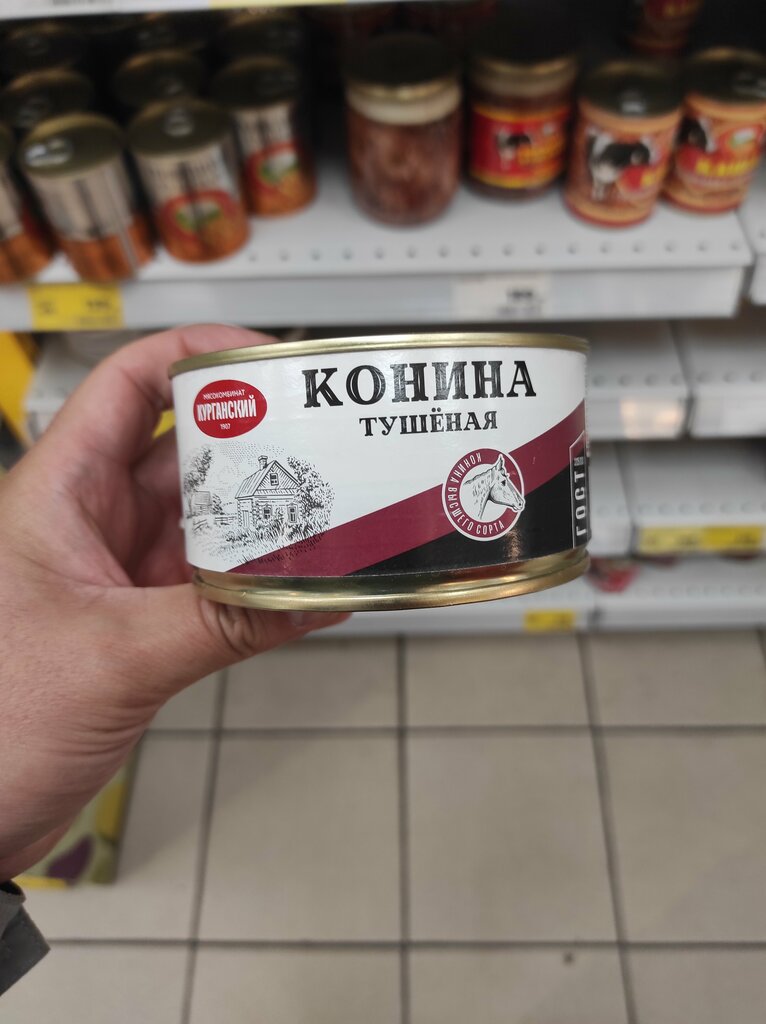 МЯСОКОМБИНАТ
КУРГАНСКИЙ
1907
КОНИНА
ТУШЁНАЯ
КОНИНА ВЫСШЕГО СОРТА
ГОСТ